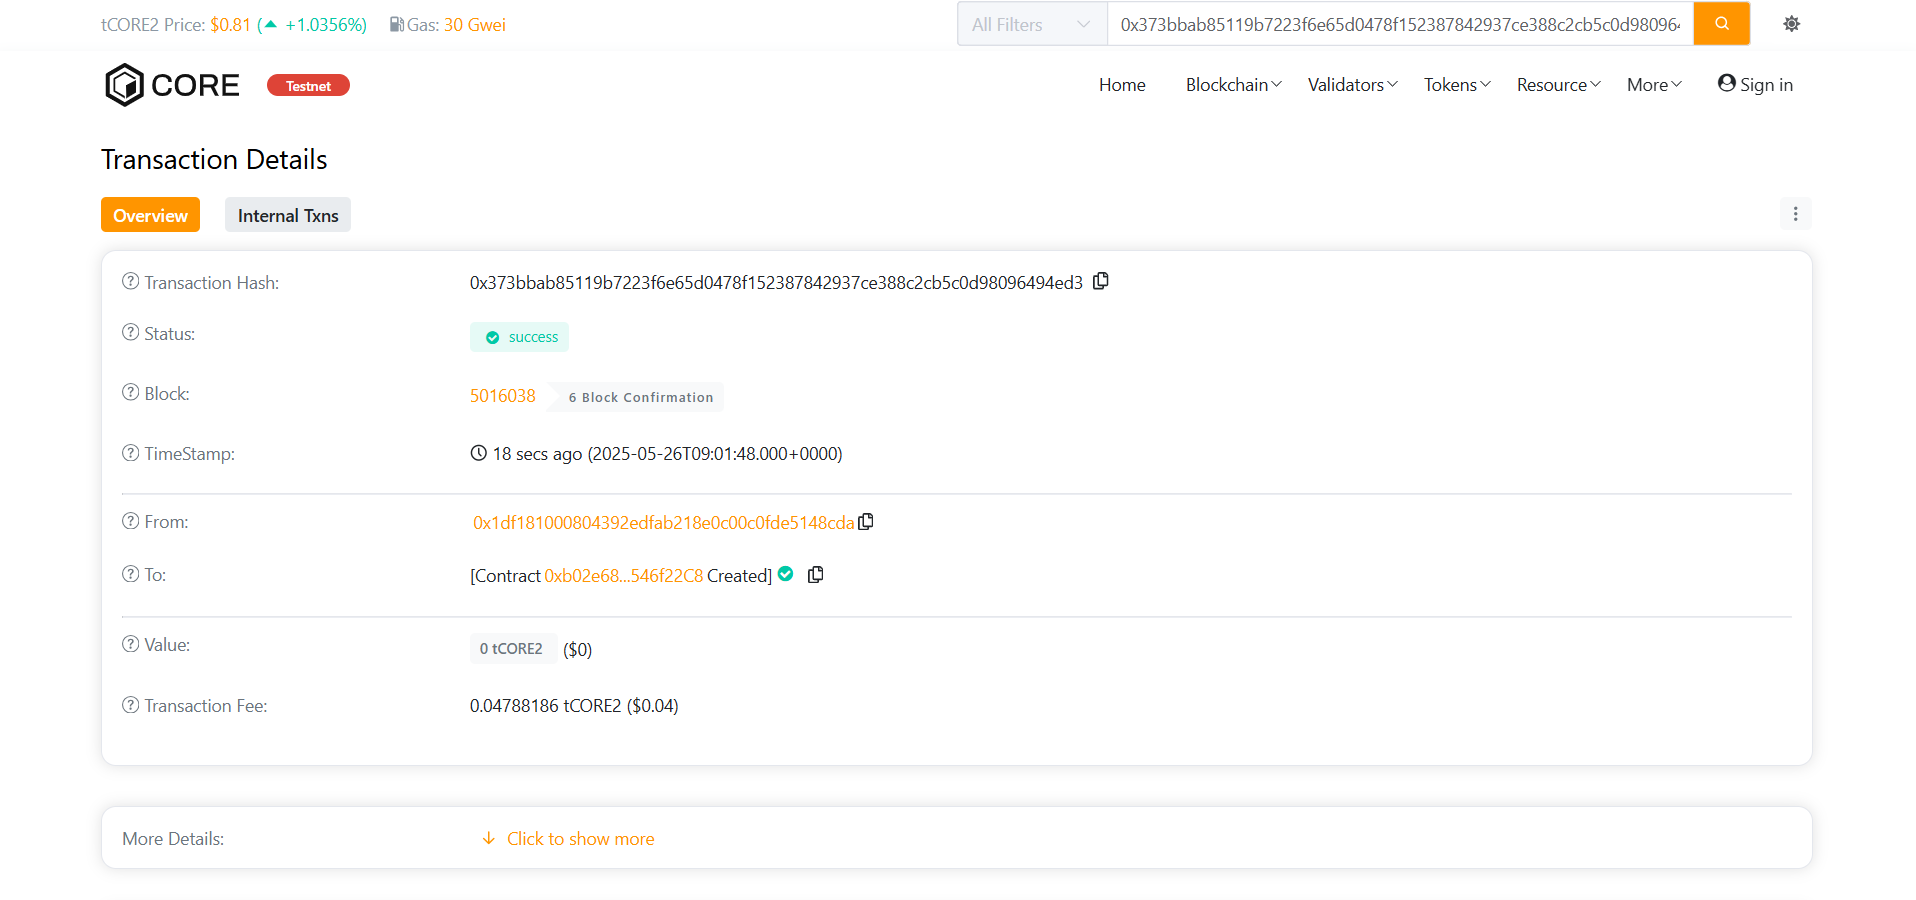 tCORE2 Price: $0.81 ( +1.0356%) Gas: 30 Gwei
All Filters 0x373bbab85119b7223f6e65d0478f152387842937ce388c2cb5c0d98096
CORE Testnet Home Blockchain Validators Tokens Resource More Sign in
Transaction Details
Overview Internal Txns
Transaction Hash: 0x373bbab85119b7223f6e65d0478f152387842937ce388c2cb5c0d98096494ed3
Status: success
Block: 5016038 6 Block Confirmation
TimeStamp: 18 secs ago (2025-05-26T09:01:48.000+0000)
From: 0x1df181000804392edfab218e0c00c0fde5148cda
To: [Contract 0xb02e68...546f22C8 Created]
Value: 0 tCORE2 ($0)
Transaction Fee: 0.04788186 tCORE2 ($0.04)
More Details: Click to show more